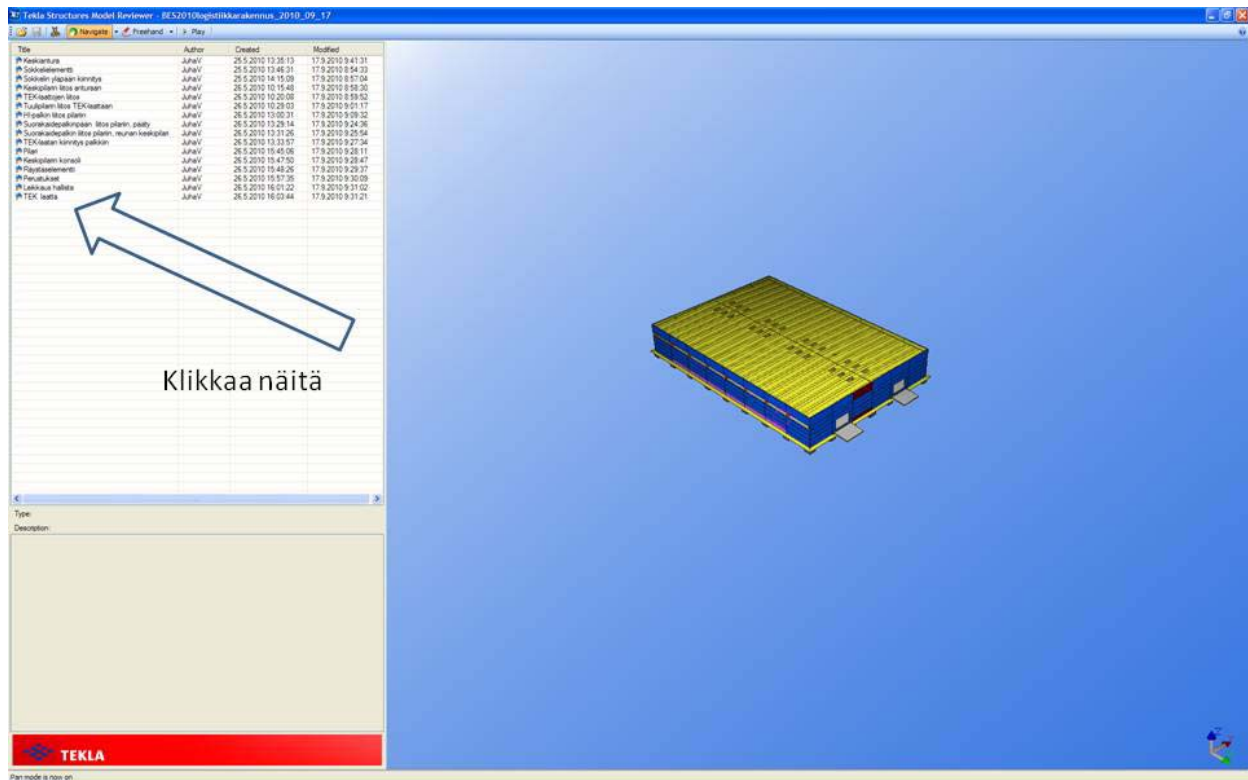 Tekla Structures Model Reviewer - BES2010logistiikkarakennus_2010_09_17
Navigate Freehand Play
Title Author Created Modified
Keskiantura JuhaV 25.5.2010 13:35:13 17.9.2010 9:41:31
Sokkelielementti JuhaV 25.5.2010 13:46:31 17.9.2010 8:54:33
Sokkelin yläpään kiinnitys JuhaV 25.5.2010 14:15:09 17.9.2010 8:57:04
Keskipilarin liitos anturaan JuhaV 26.5.2010 10:15:48 17.9.2010 8:58:30
TEK-laattojen liitos JuhaV 26.5.2010 10:20:08 17.9.2010 8:59:52
Tuulipilarin liitos TEK-laattaan JuhaV 26.5.2010 10:29:03 17.9.2010 9:01:17
HI-palkin liitos pilariin JuhaV 26.5.2010 13:00:31 17.9.2010 9:09:32
Suorakaidepalkinpään liitos pilariin, pääty JuhaV 26.5.2010 13:29:14 17.9.2010 9:24:36
Suorakaidepalkin liitos pilariin, reunan keskipilari JuhaV 26.5.2010 13:31:26 17.9.2010 9:25:54
TEK-laatan kiinnitys palkkiin JuhaV 26.5.2010 13:33:57 17.9.2010 9:27:34
Pilari JuhaV 26.5.2010 15:45:06 17.9.2010 9:28:11
Keskipilarin konsoli JuhaV 26.5.2010 15:47:50 17.9.2010 9:28:47
Räystäselementti JuhaV 26.5.2010 15:48:26 17.9.2010 9:29:37
Perustukset JuhaV 26.5.2010 15:57:35 17.9.2010 9:30:09
Leikkaus hallista JuhaV 26.5.2010 16:01:22 17.9.2010 9:31:02
TEK laatta JuhaV 26.5.2010 16:03:44 17.9.2010 9:31:21
Klikkaa näitä
Type:
Description:
TEKLA
Pan mode is now on